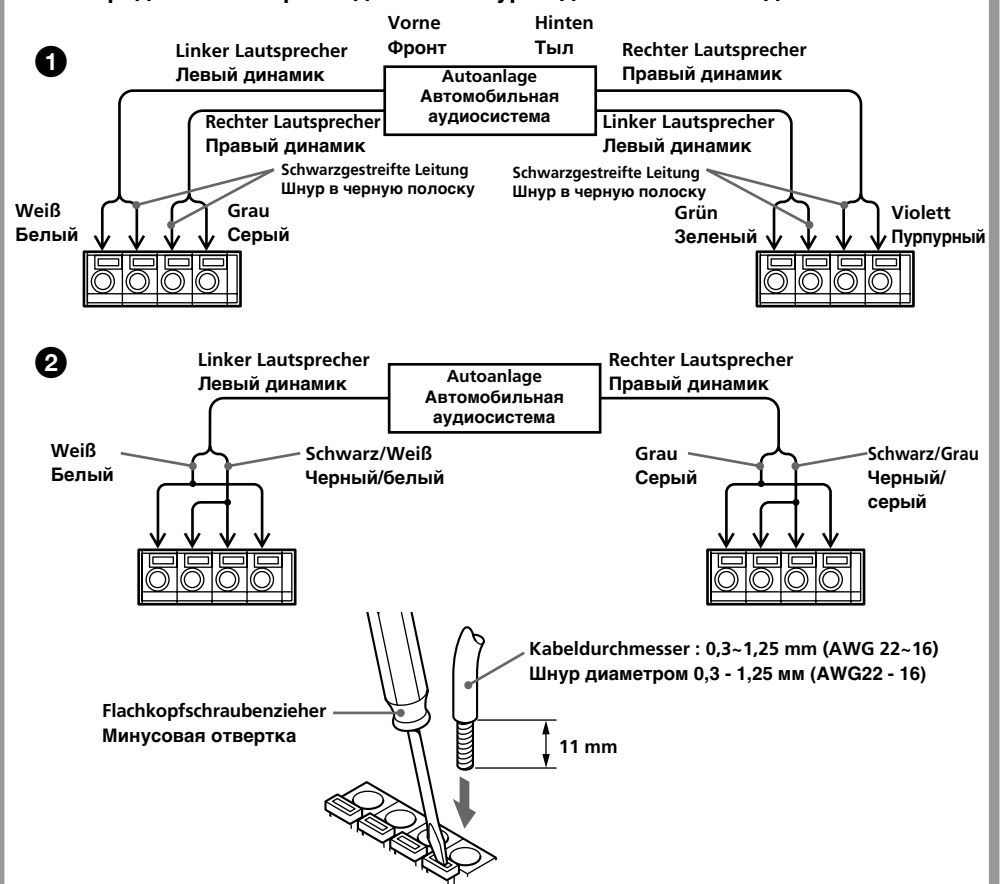 Vorne
Фронт
Hinten
Тыл
1
Linker Lautsprecher
Левый динамик
Autoanlage
Автомобильная
аудиосистема
Rechter Lautsprecher
Правый динамик
Rechter Lautsprecher
Правый динамик
Linker Lautsprecher
Левый динамик
Schwarzgestreifte Leitung
Шнур в черную полоску
Schwarzgestreifte Leitung
Шнур в черную полоску
Weiß
Белый
Grau
Серый
Grün
Зеленый
Violett
Пурпурный
2
Linker Lautsprecher
Левый динамик
Autoanlage
Автомобильная
аудиосистема
Rechter Lautsprecher
Правый динамик
Weiß
Белый
Schwarz/Weiß
Черный/белый
Grau
Серый
Schwarz/Grau
Черный/
серый
Kabeldurchmesser : 0,3~1,25 mm (AWG 22~16)
Шнур диаметром 0,3 - 1,25 мм (AWG22 - 16)
Flachkopfschraubenzieher
Минусовая отвертка
11 mm